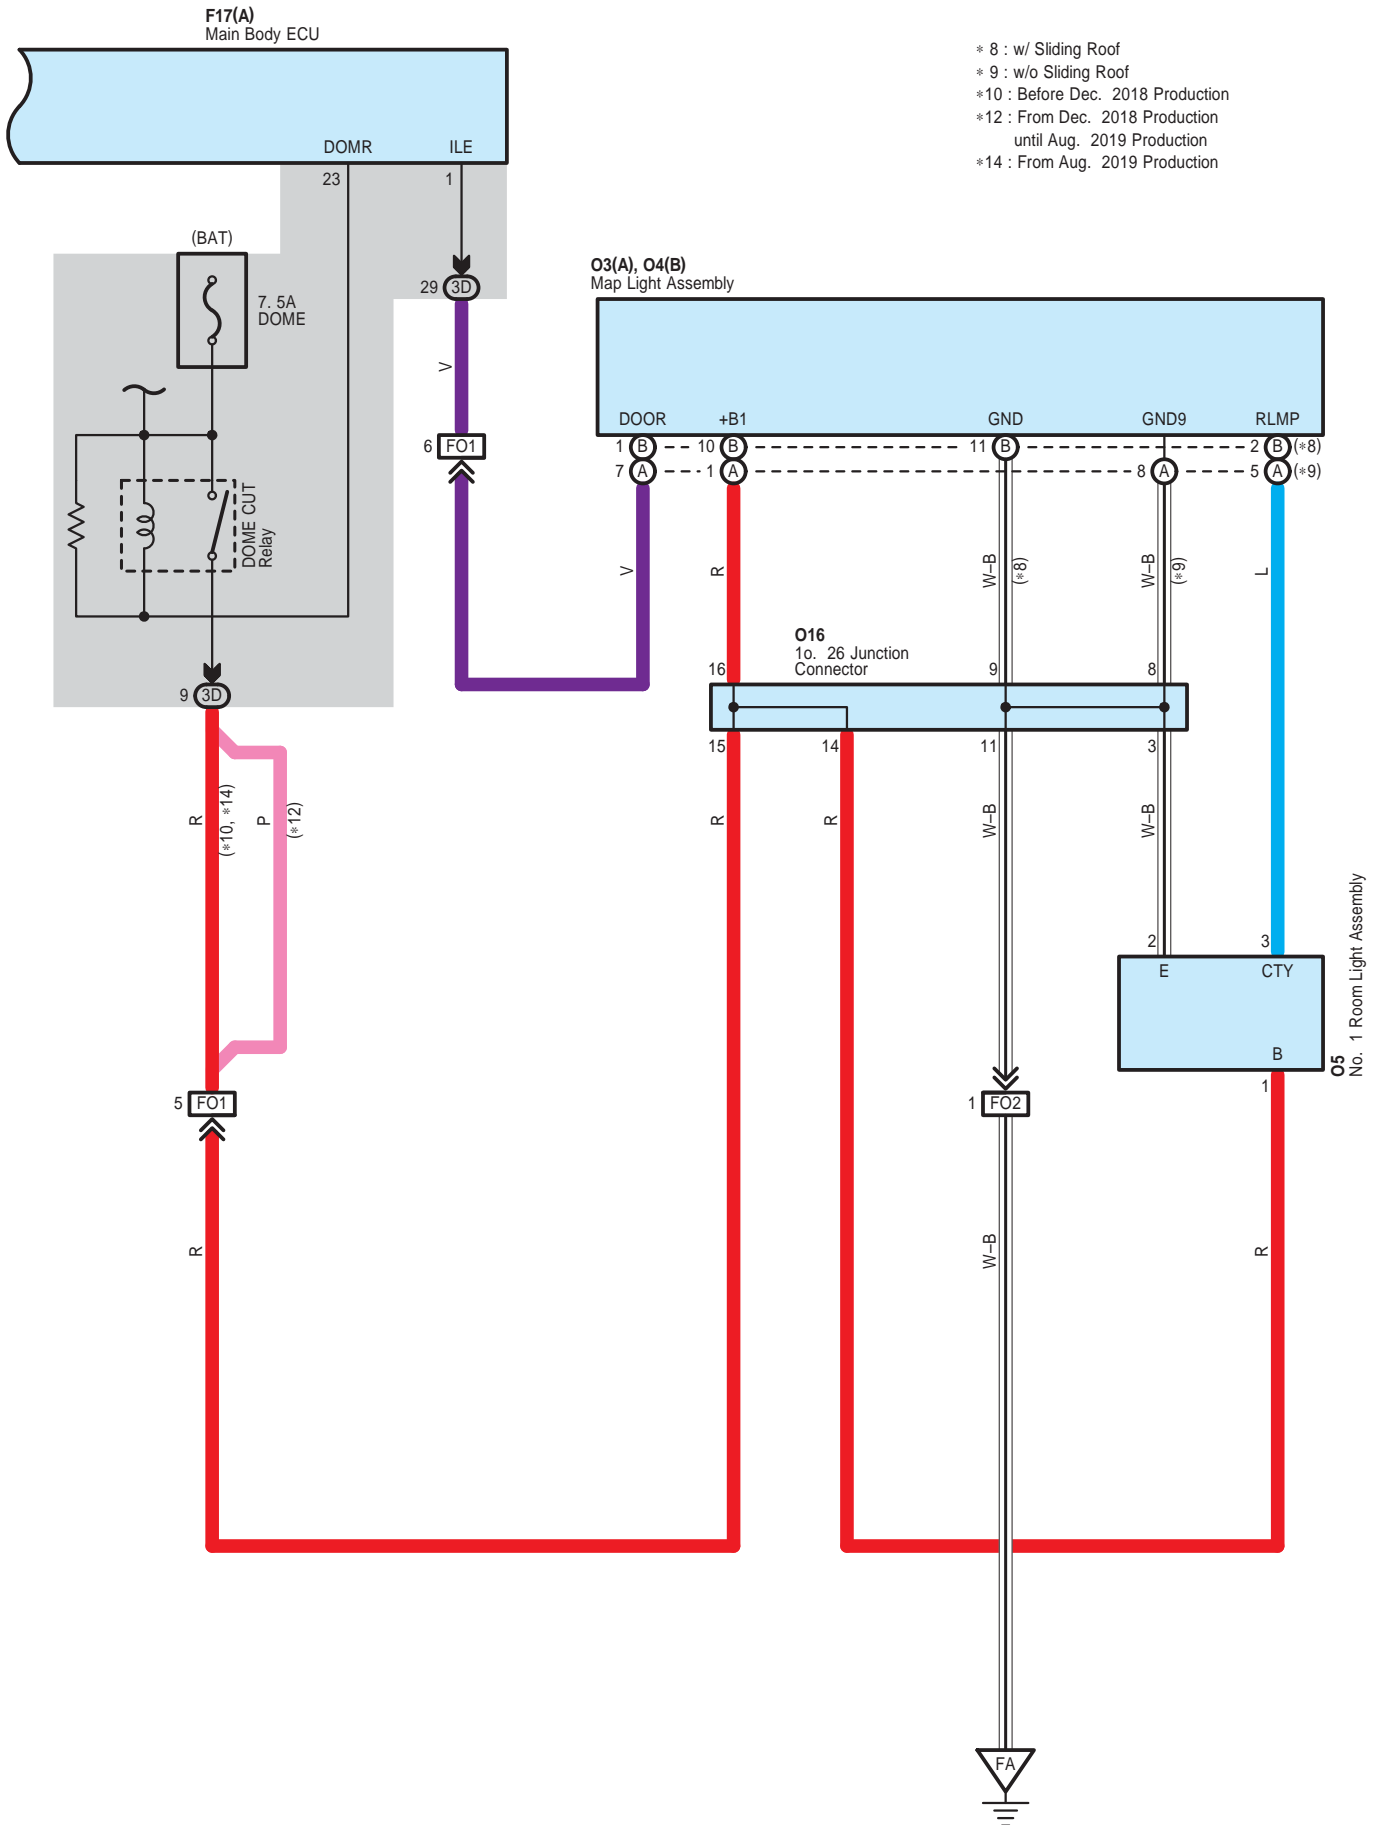 F17(A)
Main Body ECU
∗ 8 : w/ Sliding Roof
∗ 9 : w/o Sliding Roof
∗10 : Before Dec. 2018 Production
∗12 : From Dec. 2018 Production
until Aug. 2019 Production
∗14 : From Aug. 2019 Production
DOMR ILE
23 1
(BAT)
7. 5A
DOME
29 3D
O3(A), O4(B)
Map Light Assembly
V
DOOR +B1 GND GND9 RLMP
6 FO1
1 B 10 B 11 B 2 B (∗8)
7 A 1 A 8 A 5 A (∗9)
DOME CUT
Relay
V
R
W–B
(∗8)
W–B
(∗9)
L
O16
1o. 26 Junction
Connector
16 9 8
9 3D
15 14 11 3
R
(∗10, ∗14)
P
(∗12)
R
R
W–B
W–B
2 3
E CTY
B
1
O5
No. 1 Room Light Assembly
5 FO1
1 FO2
R
W–B
R
FA